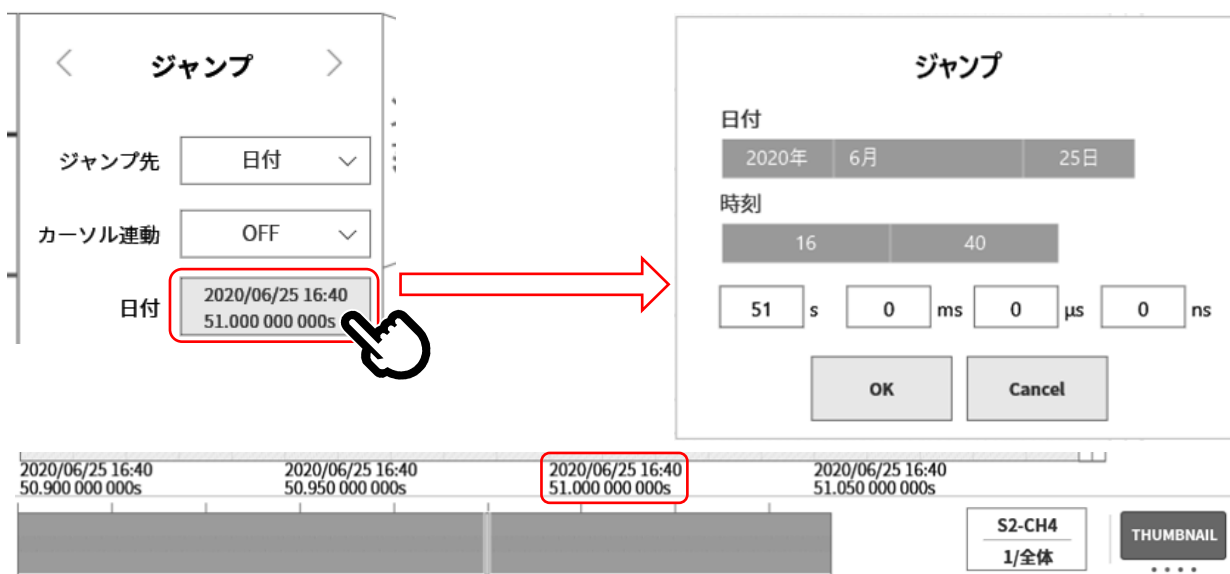 ジャンプ
ジャンプ先 日付
カーソル連動 OFF
日付 2020/06/25 16:40
51.000 000 000s
ジャンプ
日付
2020年 6月 25日
時刻
16 40
51 s 0 ms 0 μs 0 ns
OK Cancel
2020/06/25 16:40 2020/06/25 16:40 2020/06/25 16:40 2020/06/25 16:40
50.900 000 000s 50.950 000 000s 51.000 000 000s 51.050 000 000s
S2-CH4
1/全体
THUMBNAIL